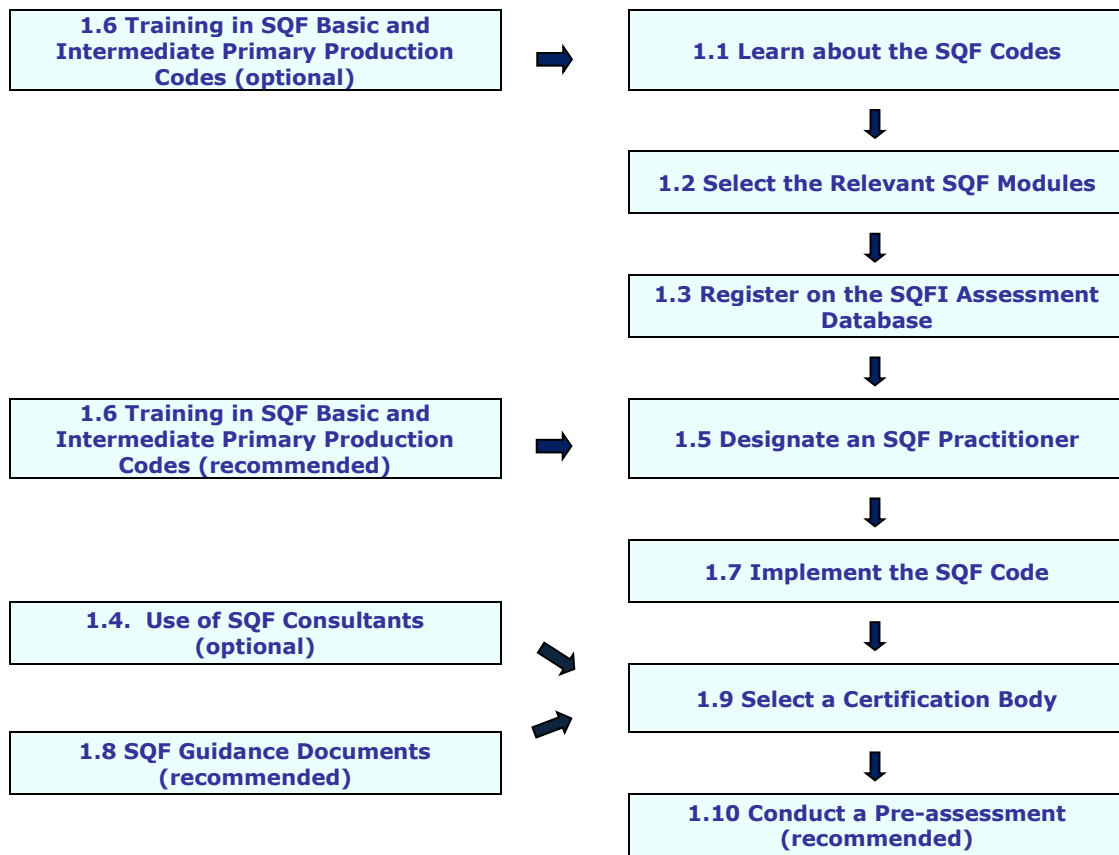 1.6 Training in SQF Basic and
Intermediate Primary Production
Codes (optional)
1.1 Learn about the SQF Codes
1.2 Select the Relevant SQF Modules
1.3 Register on the SQFI Assessment
Database
1.6 Training in SQF Basic and
Intermediate Primary Production
Codes (recommended)
1.5 Designate an SQF Practitioner
1.7 Implement the SQF Code
1.4.  Use of SQF Consultants
(optional)
1.9 Select a Certification Body
1.8 SQF Guidance Documents
(recommended)
1.10 Conduct a Pre-assessment
(recommended)